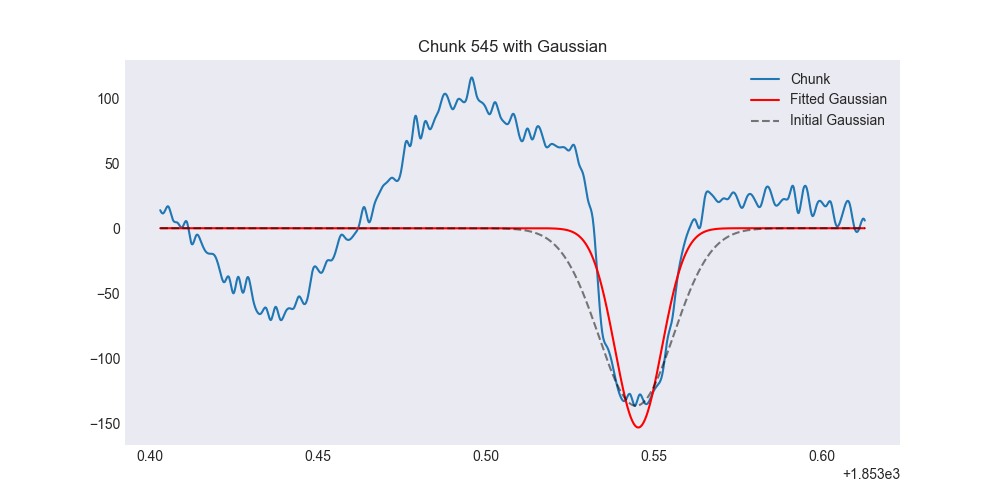 Chunk 545 with Gaussian
Chunk
Fitted Gaussian
Initial Gaussian
100
50
0
−50
−100
−150
0.40 0.45 0.50 0.55 0.60
+1.853e3